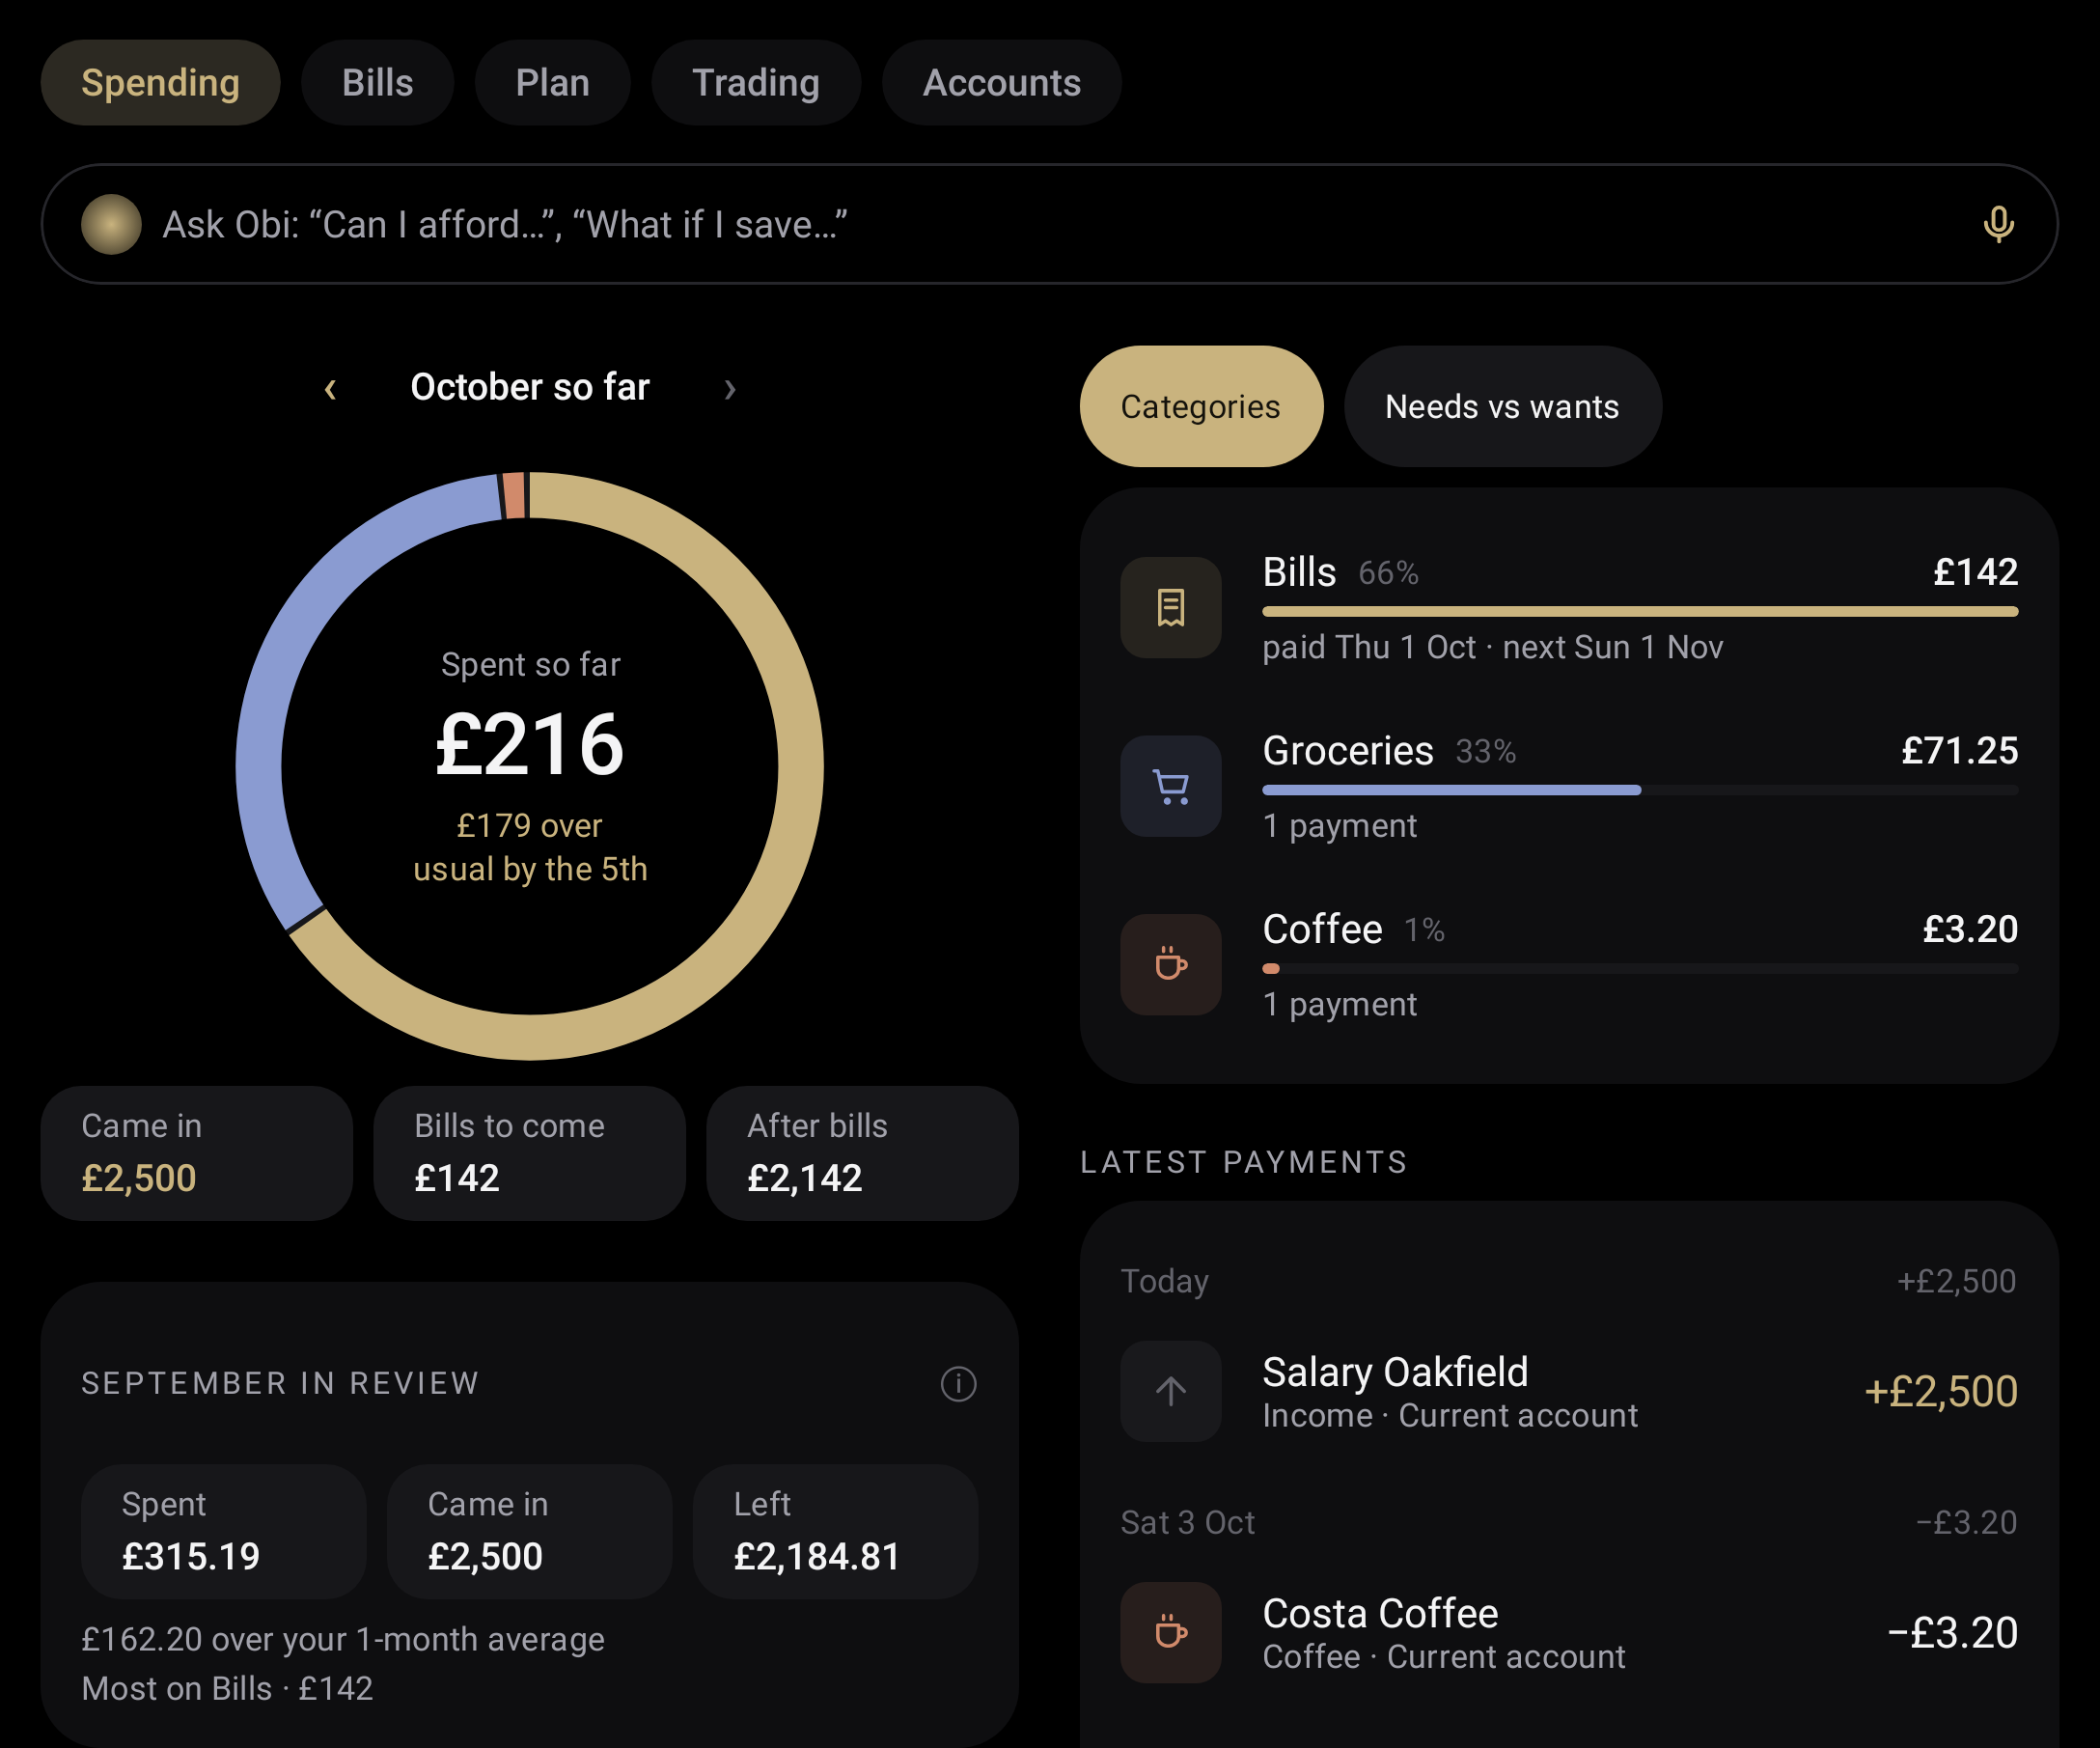 Spending
Bills
Plan
Trading
Accounts
Ask Obi: “Can I afford…”, “What if I save…”
‹ October so far ›
Spent so far
£216
£179 over
usual by the 5th
Came in
£2,500
Bills to come
£142
After bills
£2,142
SEPTEMBER IN REVIEW
Spent
£315.19
Came in
£2,500
Left
£2,184.81
£162.20 over your 1-month average
Most on Bills · £142
Categories
Needs vs wants
Bills 66% £142
paid Thu 1 Oct · next Sun 1 Nov
Groceries 33% £71.25
1 payment
Coffee 1% £3.20
1 payment
LATEST PAYMENTS
Today +£2,500
Salary Oakfield
Income · Current account
+£2,500
Sat 3 Oct −£3.20
Costa Coffee
Coffee · Current account
−£3.20